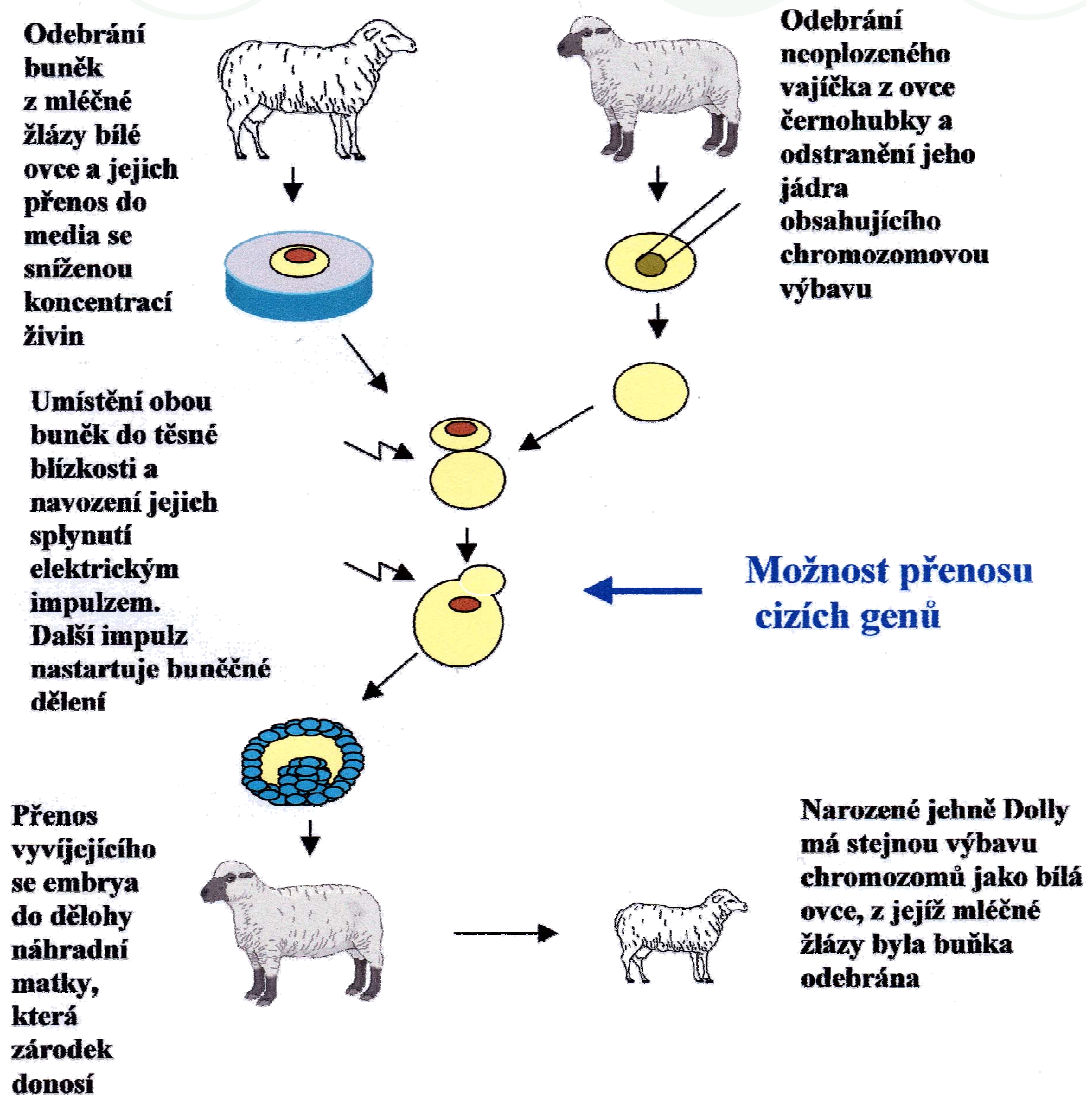 Odebrání
buněk
z mléčné
žlázy bílé
ovce a jejich
přenos do
media se
sníženou
koncentrací
živin
Odebrání
neoplozeného
vajíčka z ovce
černohubky a
odstranění jeho
jádra
obsahujícího
chromozomovou
výbavu
Umístění obou
buněk do těsné
blízkosti a
navození jejich
splynutí
elektrickým
impulzem.
Další impulz
nastartuje buněčné
dělení
Možnost přenosu
cizích genů
Přenos
vyvíjejícího
se embrya
do dělohy
náhradní
matky,
která
zárodek
donosí
Narozené jehně Dolly
má stejnou výbavu
chromozomů jako bílá
ovce, z jejíž mléčné
žlázy byla buňka
odebrána